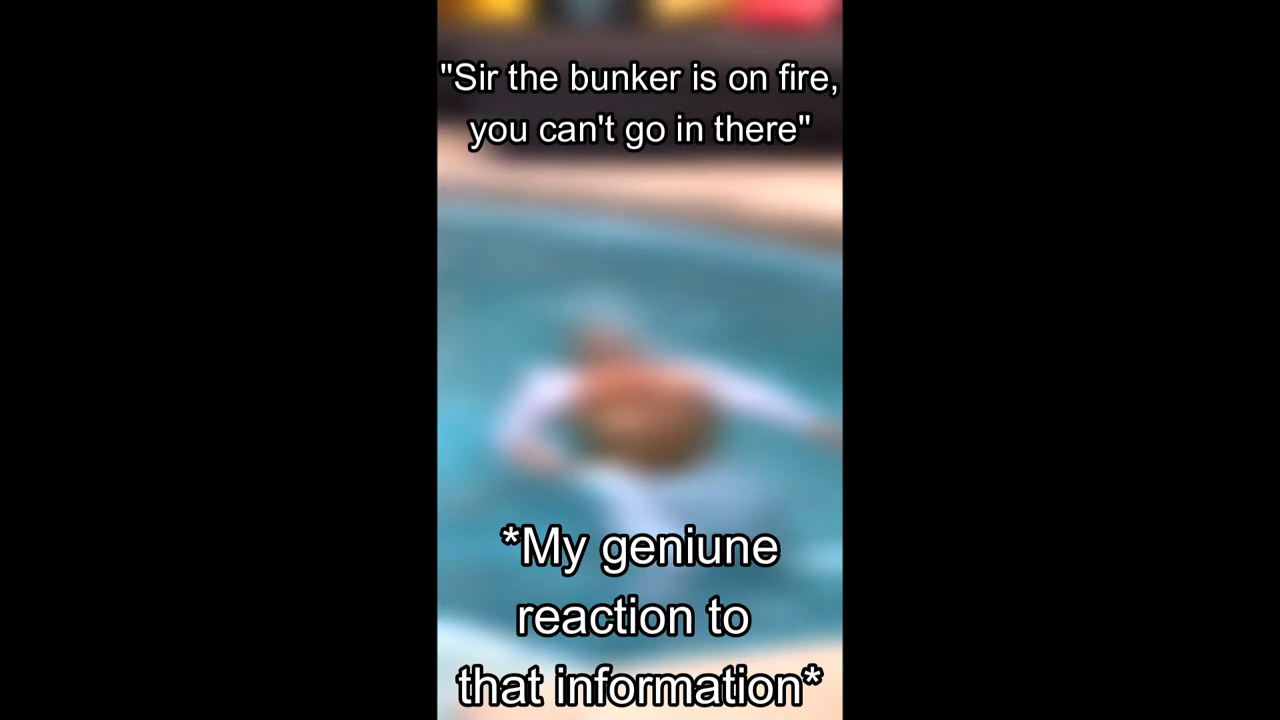 "Sir the bunker is on fire,
you can't go in there"
*My geniune
reaction to
that information*